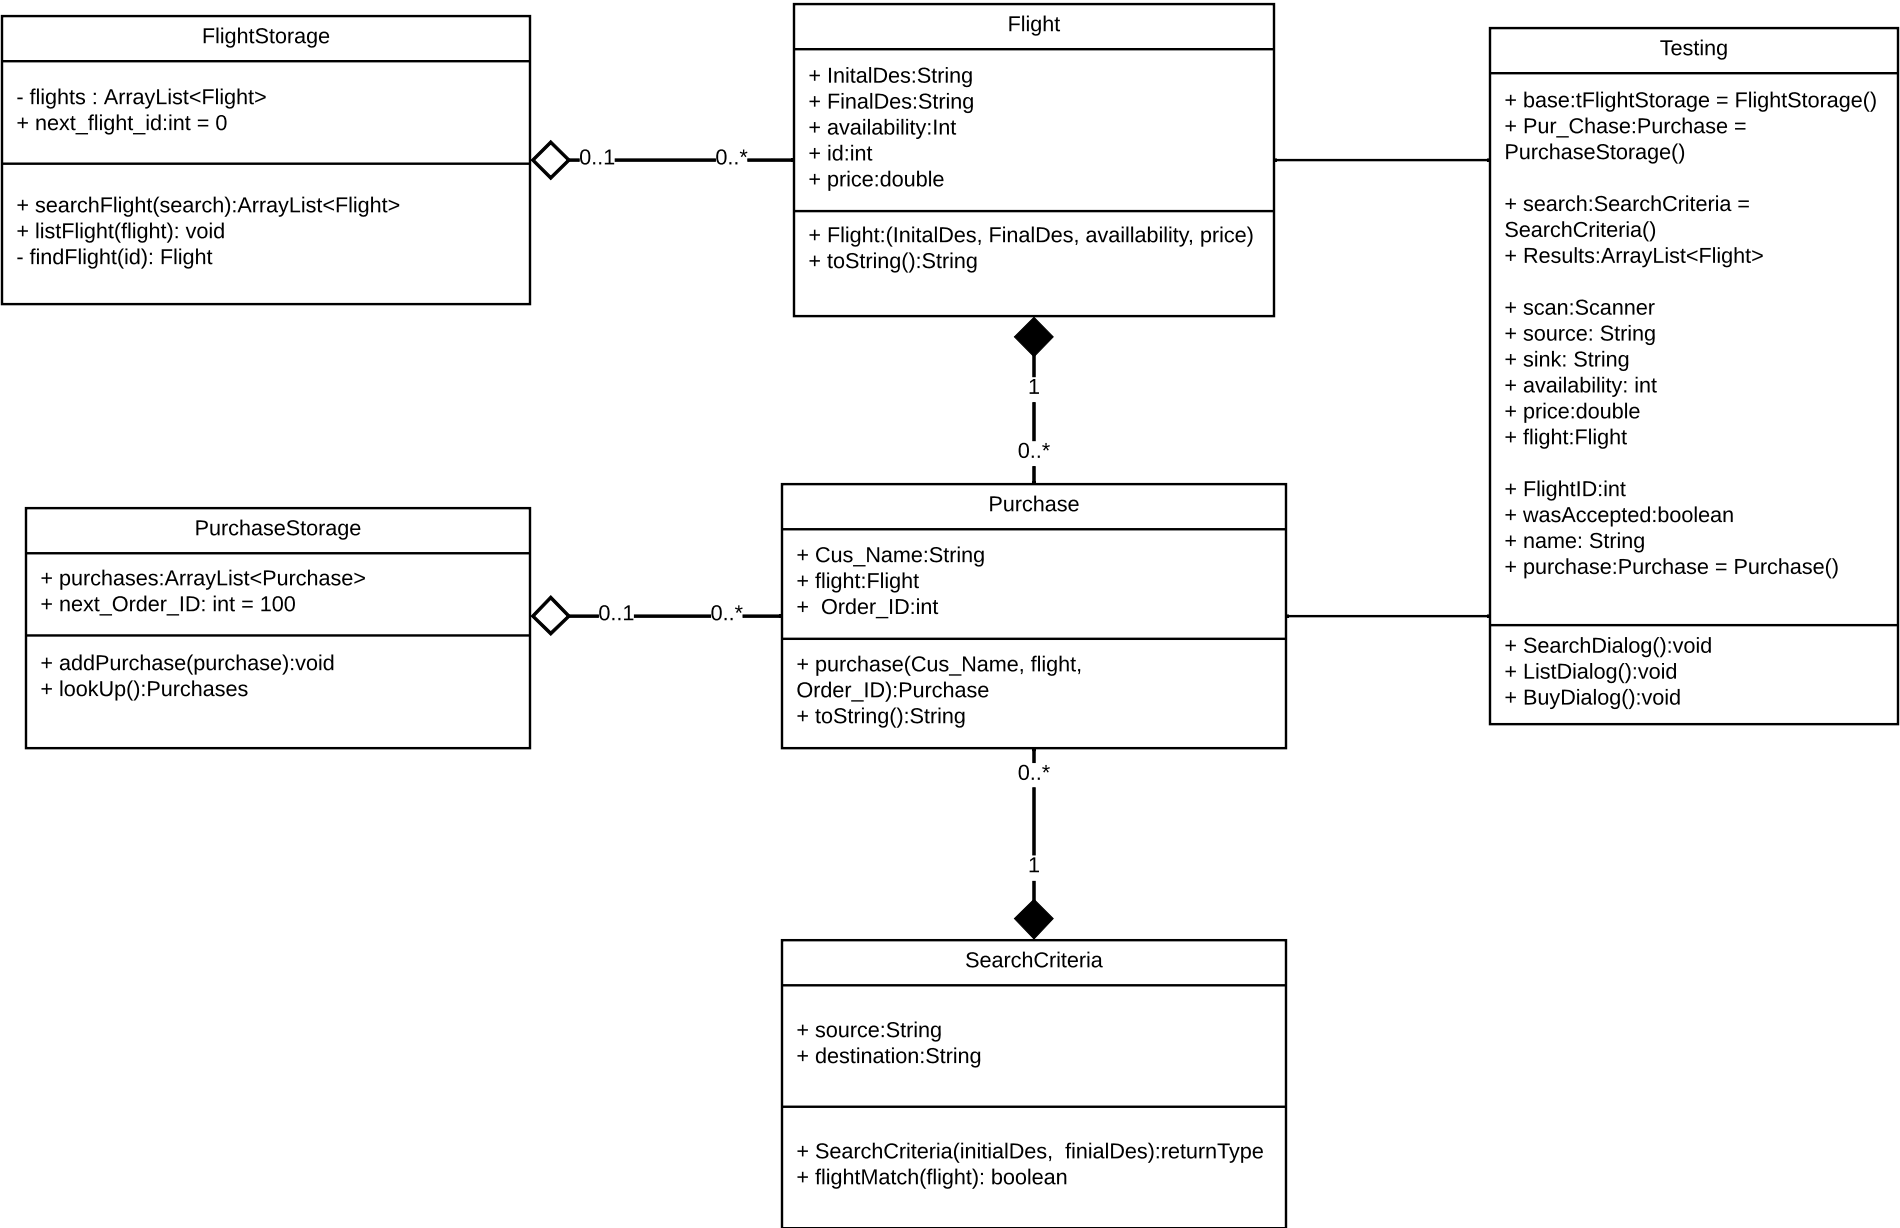 FlightStorage
- flights : ArrayList<Flight>
+ next_flight_id:int = 0
+ searchFlight(search):ArrayList<Flight>
+ listFlight(flight): void
- findFlight(id): Flight
0..1
0..*
Flight
+ InitalDes:String
+ FinalDes:String
+ availability:Int
+ id:int
+ price:double
+ Flight:(InitalDes, FinalDes, availlability, price)
+ toString():String
1
0..*
Testing
+ base:tFlightStorage = FlightStorage()
+ Pur_Chase:Purchase =
PurchaseStorage()
+ search:SearchCriteria =
SearchCriteria()
+ Results:ArrayList<Flight>
+ scan:Scanner
+ source: String
+ sink: String
+ availability: int
+ price:double
+ flight:Flight
+ FlightID:int
+ wasAccepted:boolean
+ name: String
+ purchase:Purchase = Purchase()
+ SearchDialog():void
+ ListDialog():void
+ BuyDialog():void
PurchaseStorage
+ purchases:ArrayList<Purchase>
+ next_Order_ID: int = 100
+ addPurchase(purchase):void
+ lookUp():Purchases
0..1
0..*
Purchase
+ Cus_Name:String
+ flight:Flight
+  Order_ID:int
+ purchase(Cus_Name, flight,
Order_ID):Purchase
+ toString():String
0..*
1
SearchCriteria
+ source:String
+ destination:String
+ SearchCriteria(initialDes,  finialDes):returnType
+ flightMatch(flight): boolean